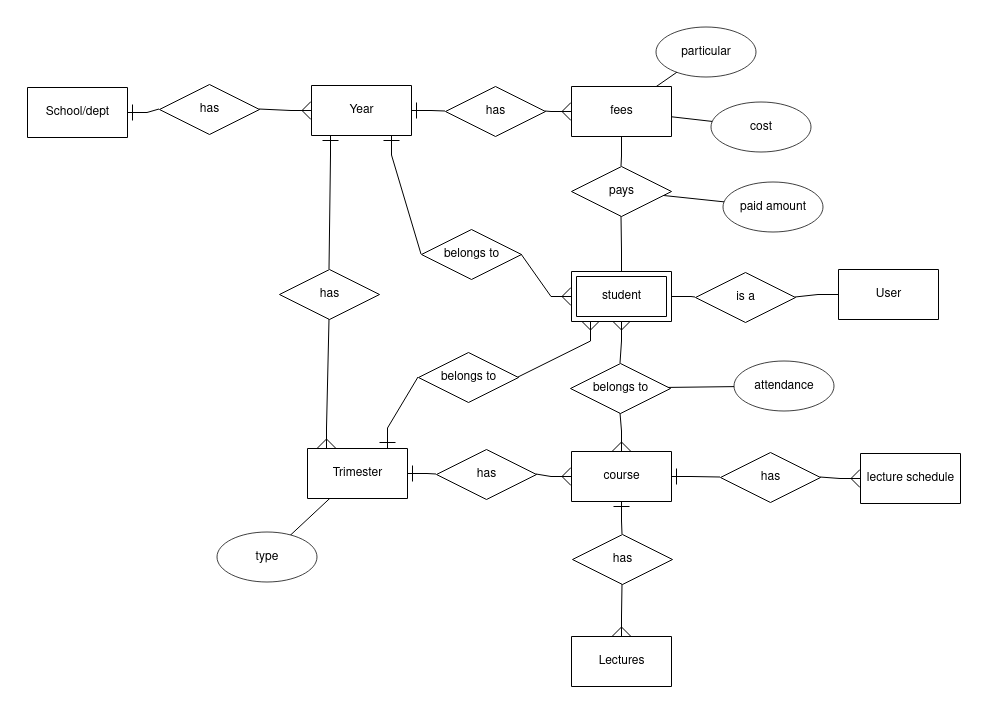 particular
School/dept
has
Year
has
fees
cost
pays
paid amount
belongs to
has
student
is a
User
belongs to
belongs to
attendance
Trimester
has
course
has
lecture schedule
type
has
Lectures